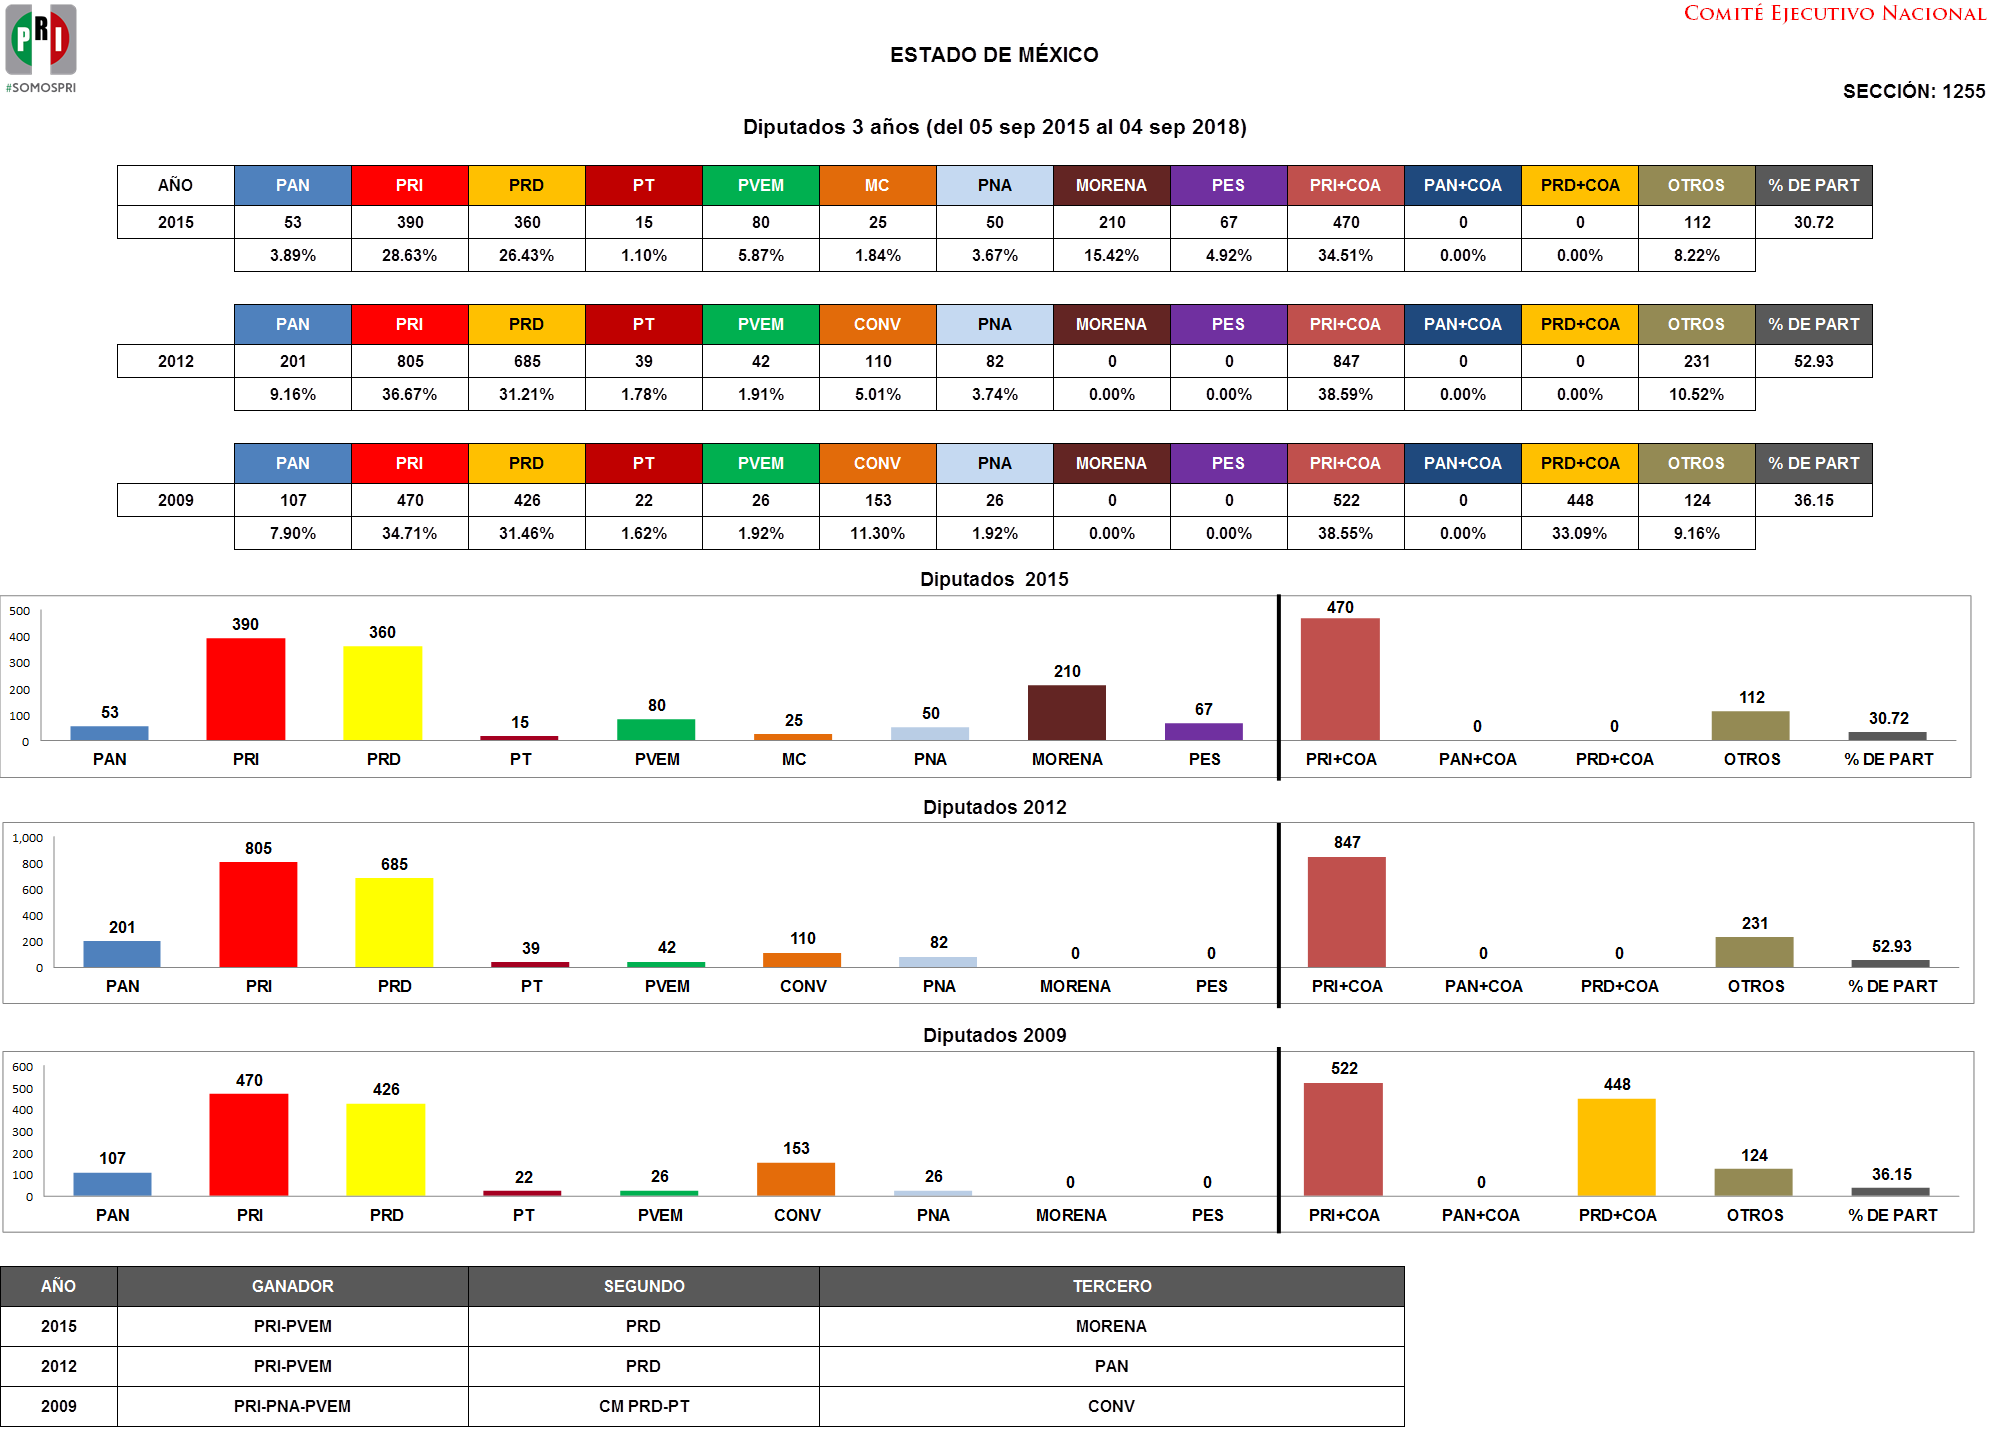 PRI
#SOMOSPRI
COMITÉ EJECUTIVO NACIONAL
ESTADO DE MÉXICO
SECCIÓN: 1255
Diputados 3 años (del 05 sep 2015 al 04 sep 2018)
AÑO PAN PRI PRD PT PVEM MC PNA MORENA PES PRI+COA PAN+COA PRD+COA OTROS % DE PART
2015 53 390 360 15 80 25 50 210 67 470 0 0 112 30.72
3.89% 28.63% 26.43% 1.10% 5.87% 1.84% 3.67% 15.42% 4.92% 34.51% 0.00% 0.00% 8.22%
PAN PRI PRD PT PVEM CONV PNA MORENA PES PRI+COA PAN+COA PRD+COA OTROS % DE PART
2012 201 805 685 39 42 110 82 0 0 847 0 0 231 52.93
9.16% 36.67% 31.21% 1.78% 1.91% 5.01% 3.74% 0.00% 0.00% 38.59% 0.00% 0.00% 10.52%
PAN PRI PRD PT PVEM CONV PNA MORENA PES PRI+COA PAN+COA PRD+COA OTROS % DE PART
2009 107 470 426 22 26 153 26 0 0 522 0 448 124 36.15
7.90% 34.71% 31.46% 1.62% 1.92% 11.30% 1.92% 0.00% 0.00% 38.55% 0.00% 33.09% 9.16%
Diputados 2015
500
400
300
200
100
0
53 390 360 15 80 25 50 210 67 470 0 0 112 30.72
PAN PRI PRD PT PVEM MC PNA MORENA PES PRI+COA PAN+COA PRD+COA OTROS % DE PART
Diputados 2012
1,000
800
600
400
200
0
201 805 685 39 42 110 82 0 0 847 0 0 231 52.93
PAN PRI PRD PT PVEM CONV PNA MORENA PES PRI+COA PAN+COA PRD+COA OTROS % DE PART
Diputados 2009
600
500
400
300
200
100
0
107 470 426 22 26 153 26 0 0 522 0 448 124 36.15
PAN PRI PRD PT PVEM CONV PNA MORENA PES PRI+COA PAN+COA PRD+COA OTROS % DE PART
AÑO GANADOR SEGUNDO TERCERO
2015 PRI-PVEM PRD MORENA
2012 PRI-PVEM PRD PAN
2009 PRI-PNA-PVEM CM PRD-PT CONV